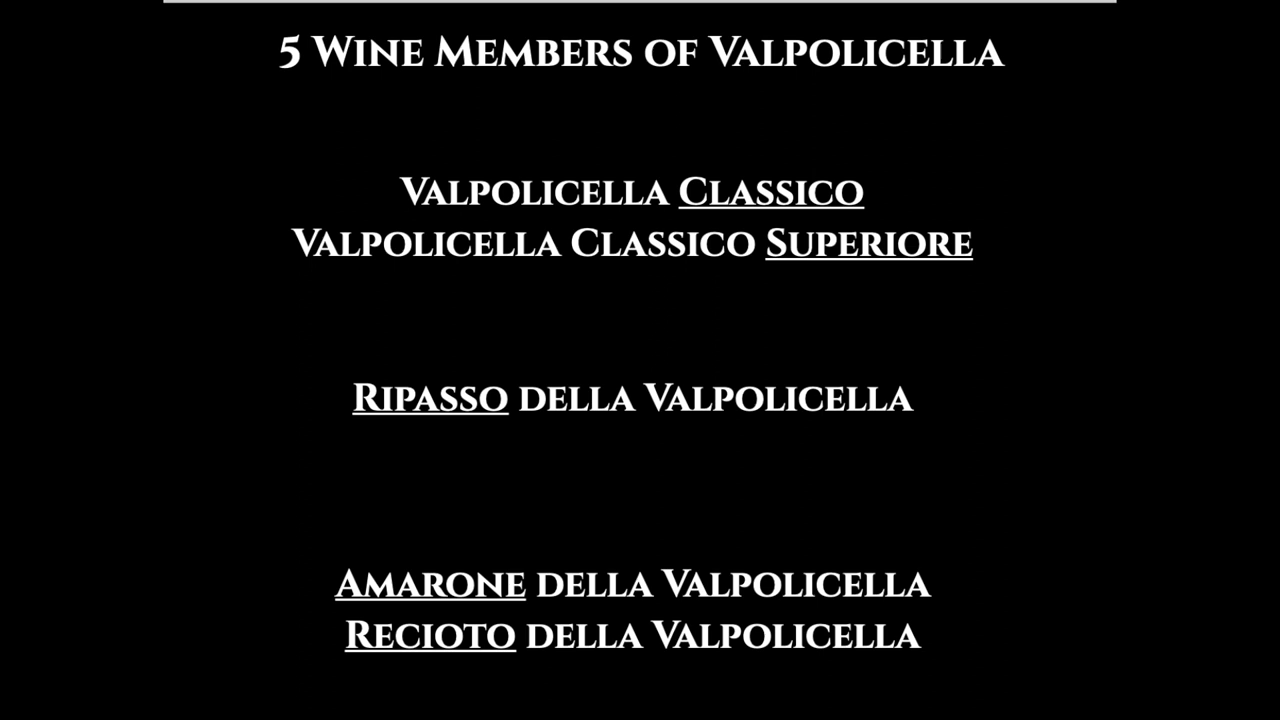 5 Wine Members of Valpolicella
Valpolicella Classico
Valpolicella Classico Superiore
Ripasso della Valpolicella
Amarone della Valpolicella
Recioto della Valpolicella